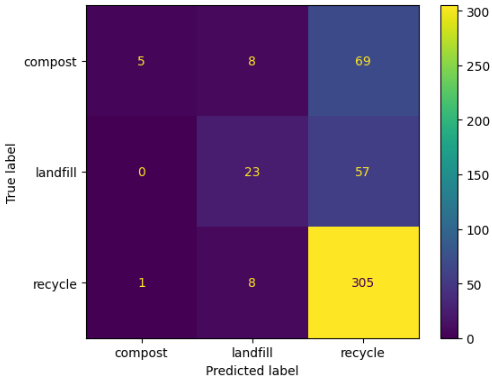 compost 5 8 69
landfill 0 23 57
recycle 1 8 305
compost landfill recycle
Predicted label
True label
300
250
200
150
100
50
0